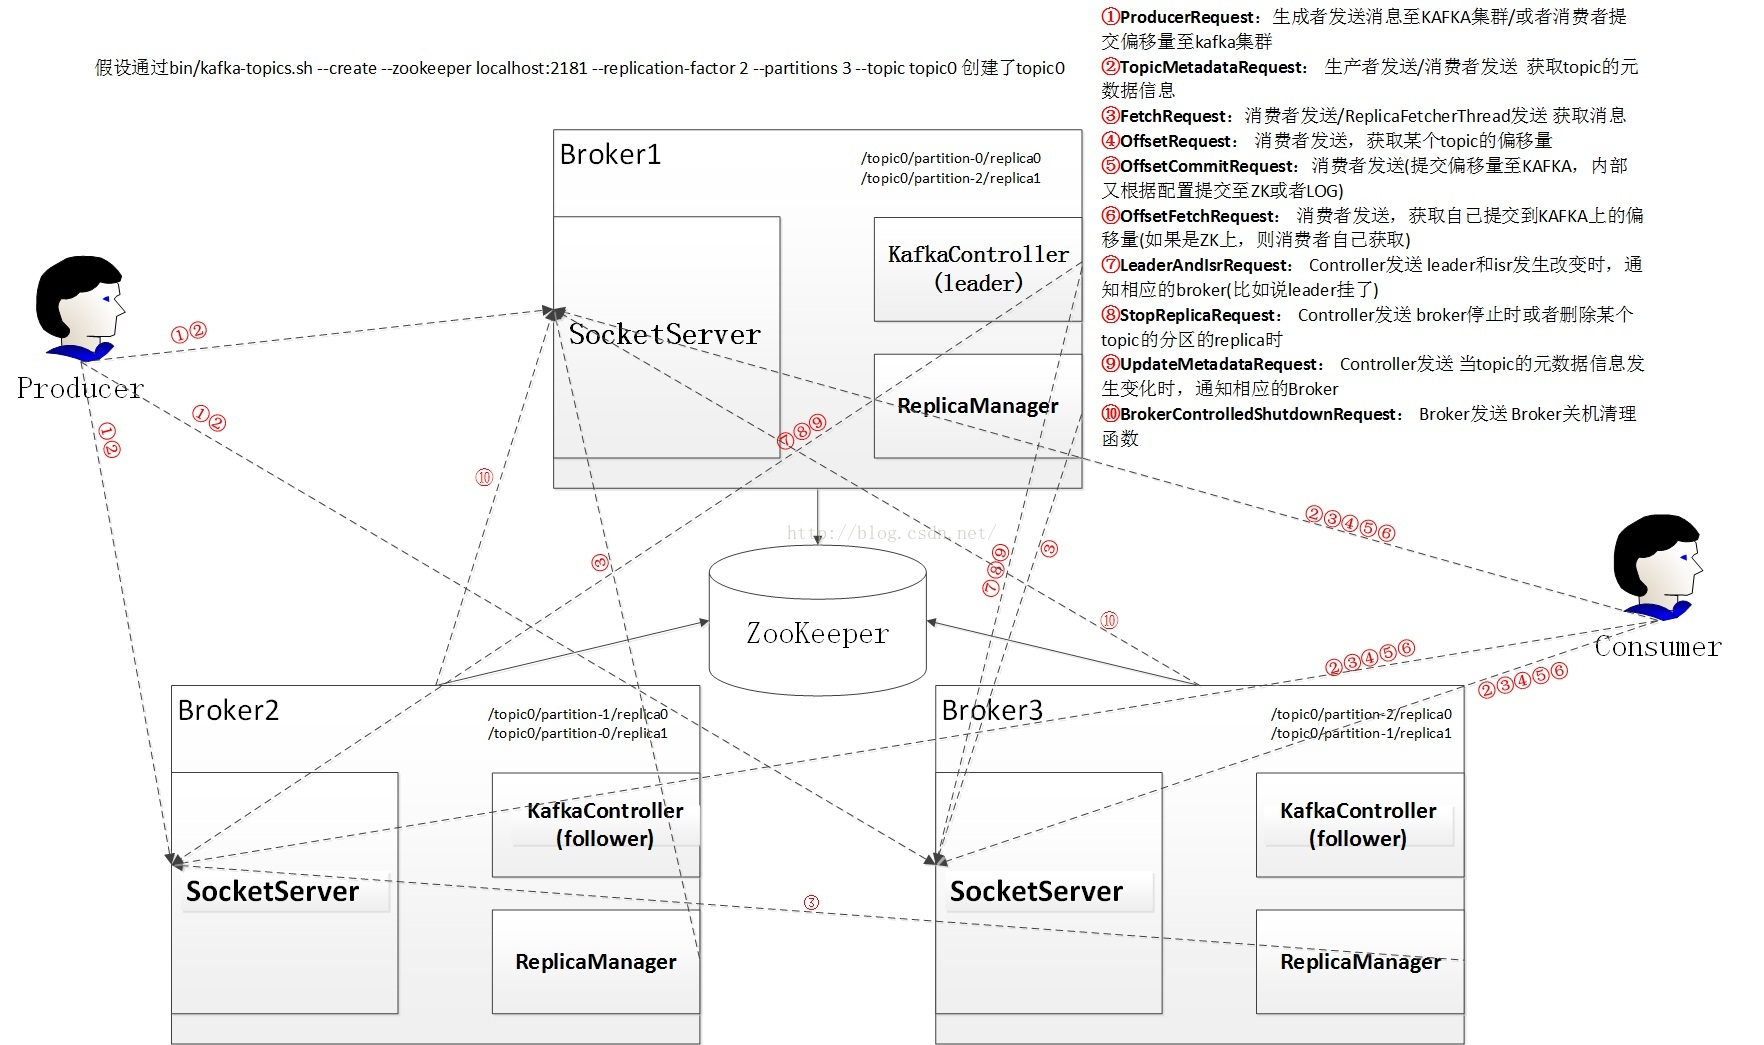 假设通过bin/kafka-topics.sh --create --zookeeper localhost:2181 --replication-factor 2 --partitions 3 --topic topic0 创建了topic0
①ProducerRequest：生成者发送消息至KAFKA集群/或者消费者提
交偏移量至kafka集群
②TopicMetadataRequest： 生产者发送/消费者发送 获取topic的元
数据信息
③FetchRequest：消费者发送/ReplicaFetcherThread发送 获取消息
④OffsetRequest： 消费者发送，获取某个topic的偏移量
⑤OffsetCommitRequest：消费者发送(提交偏移量至KAFKA，内部
又根据配置提交至ZK或者LOG)
⑥OffsetFetchRequest： 消费者发送，获取自己提交到KAFKA上的偏
移量(如果是ZK上，则消费者自己获取)
⑦LeaderAndIsrRequest： Controller发送 leader和isr发生改变时，通
知相应的broker(比如说leader挂了)
⑧StopReplicaRequest： Controller发送 broker停止时或者删除某个
topic的分区的replica时
⑨UpdateMetadataRequest： Controller发送 当topic的元数据信息发
生变化时，通知相应的Broker
⑩BrokerControlledShutdownRequest： Broker发送 Broker关机清理
函数
Broker1
/topic0/partition-0/replica0
/topic0/partition-2/replica1
KafkaController
(leader)
SocketServer
ReplicaManager
Producer
①②
①②
①②
⑩
⑦⑧⑨
③
http://blog.csdn.net/
⑦⑧⑨
③
⑩
②③④⑤⑥
②③④⑤⑥
②③④⑤⑥
ZooKeeper
Consumer
Broker2
/topic0/partition-1/replica0
/topic0/partition-0/replica1
KafkaController
(follower)
SocketServer
ReplicaManager
③
Broker3
/topic0/partition-2/replica0
/topic0/partition-1/replica1
KafkaController
(follower)
SocketServer
ReplicaManager